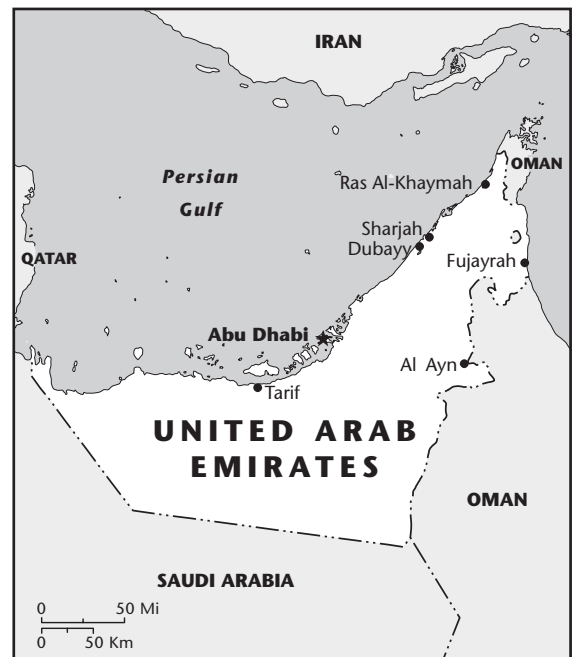 IRAN
OMAN
Ras Al-Khaymah
Persian
Gulf
Sharjah
Dubayy
QATAR
Fujayrah
Abu Dhabi
Al Ayn
Tarif
UNITED ARAB
EMIRATES
OMAN
SAUDI ARABIA
0 50 Mi
0 50 Km